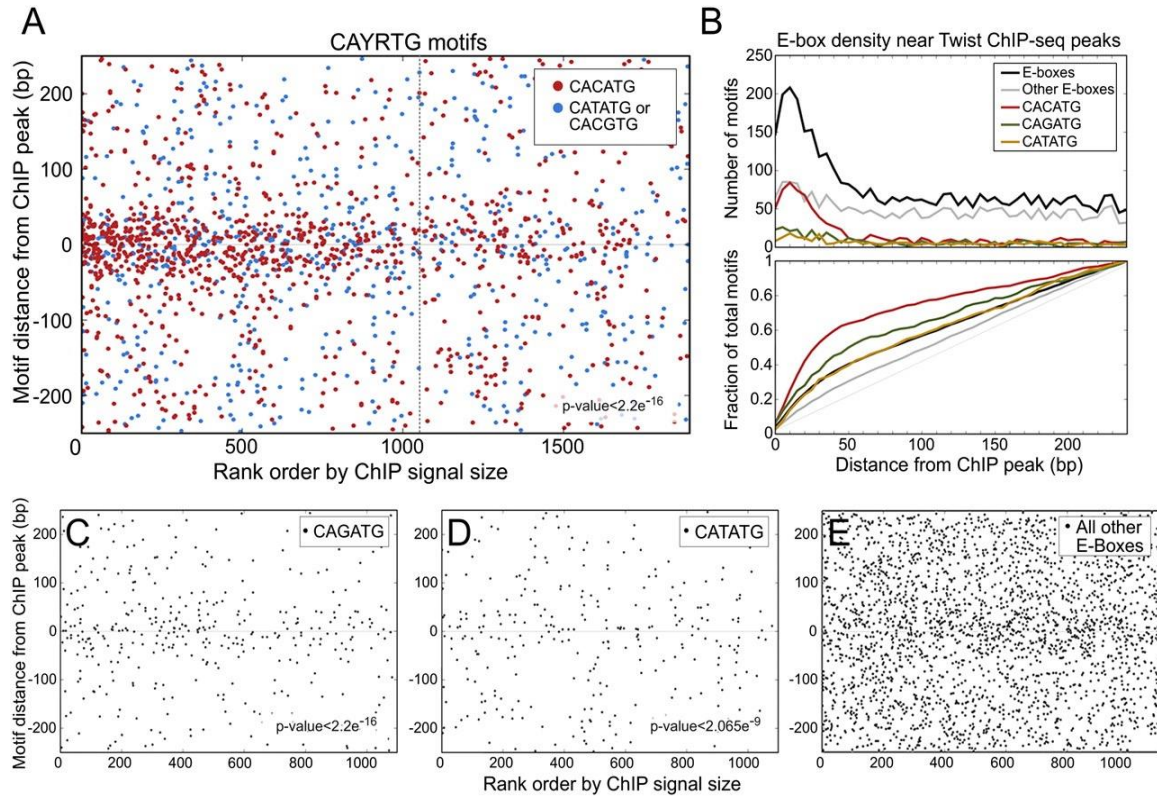 A
CAYRTG motifs
Motif distance from ChIP peak (bp)
200
100
0
-100
-200
CACATG
CATATG or
CACGTG
p-value<2.2e⁻¹⁶
0
500
1000
1500
Rank order by ChIP signal size
B
E-box density near Twist ChIP-seq peaks
Number of motifs
250
200
150
100
50
0
E-boxes
Other E-boxes
CACATG
CAGATG
CATATG
Fraction of total motifs
1
0.8
0.6
0.4
0.2
0
0 50 100 150 200
Distance from ChIP peak (bp)
C
CAGATG
Motif distance from ChIP peak (bp)
200
100
0
-100
-200
p-value<2.2e⁻¹⁶
0 200 400 600 800 1000
D
CATATG
200
100
0
-100
-200
p-value<2.065e⁻⁹
0 200 400 600 800 1000
Rank order by ChIP signal size
E
All other
E-Boxes
200
100
0
-100
-200
0 200 400 600 800 1000